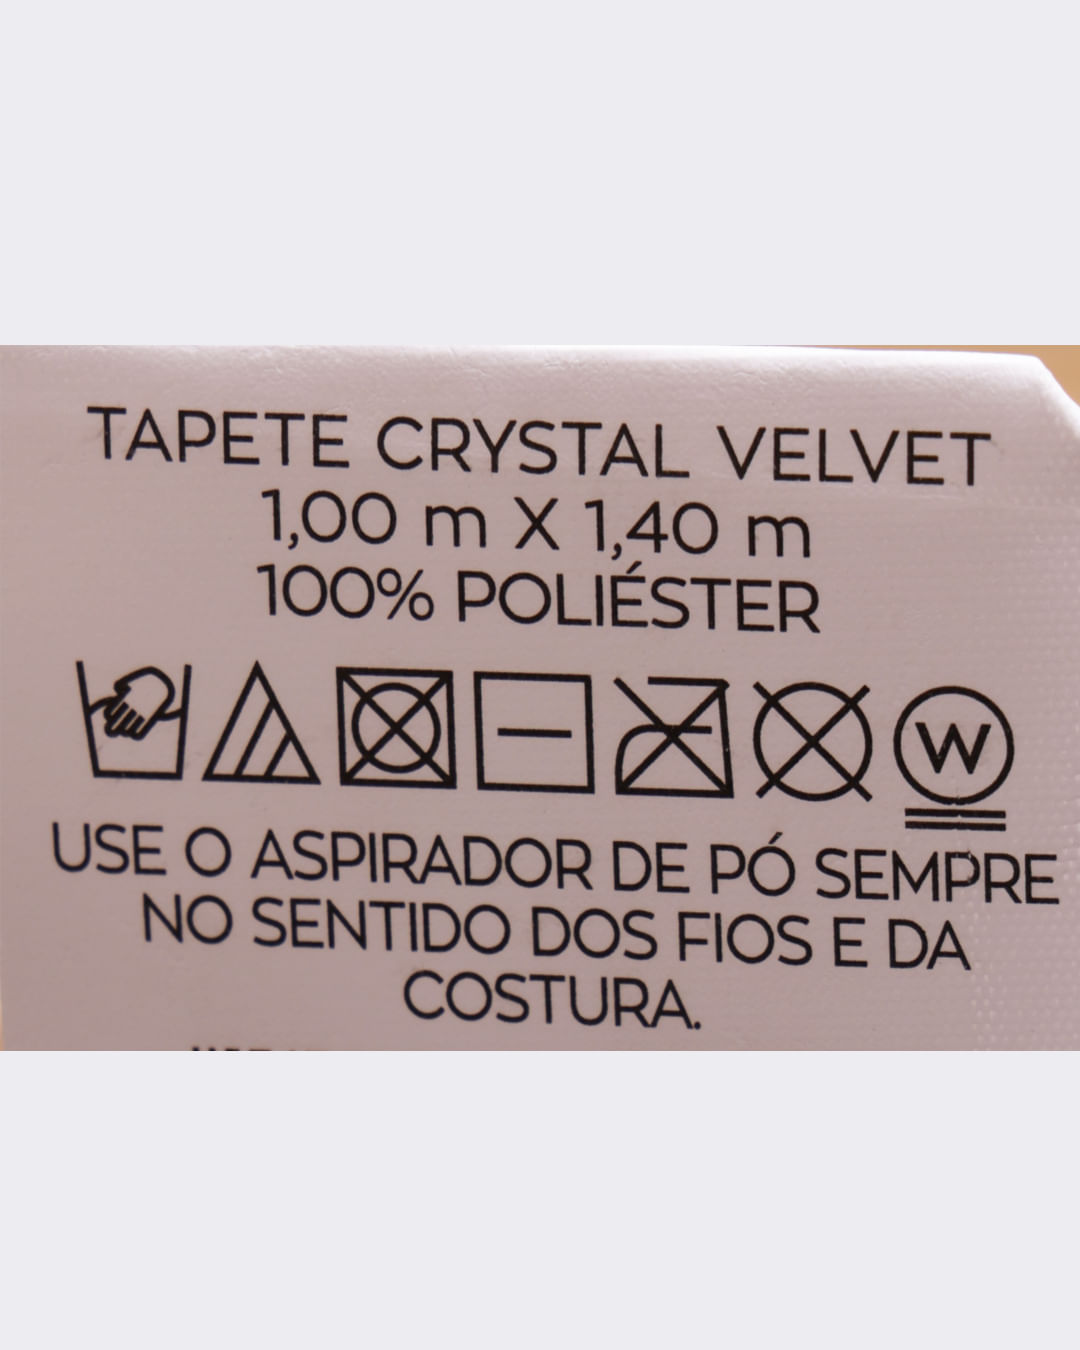 TAPETE CRYSTAL VELVET
1,00 m X 1,40 m
100% POLIÉSTER
W
USE O ASPIRADOR DE PÓ SEMPRE
NO SENTIDO DOS FIOS E DA
COSTURA.